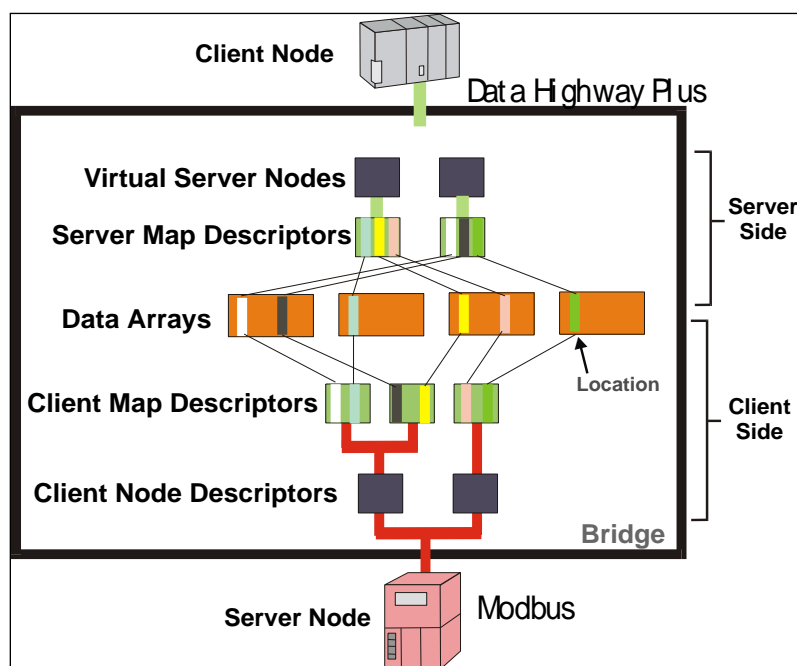 Client Node
Data Highway Plus
Virtual Server Nodes
Server Map Descriptors
Server
Side
Data Arrays
Location
Client Map Descriptors
Client
Side
Client Node Descriptors
Bridge
Server Node
Modbus